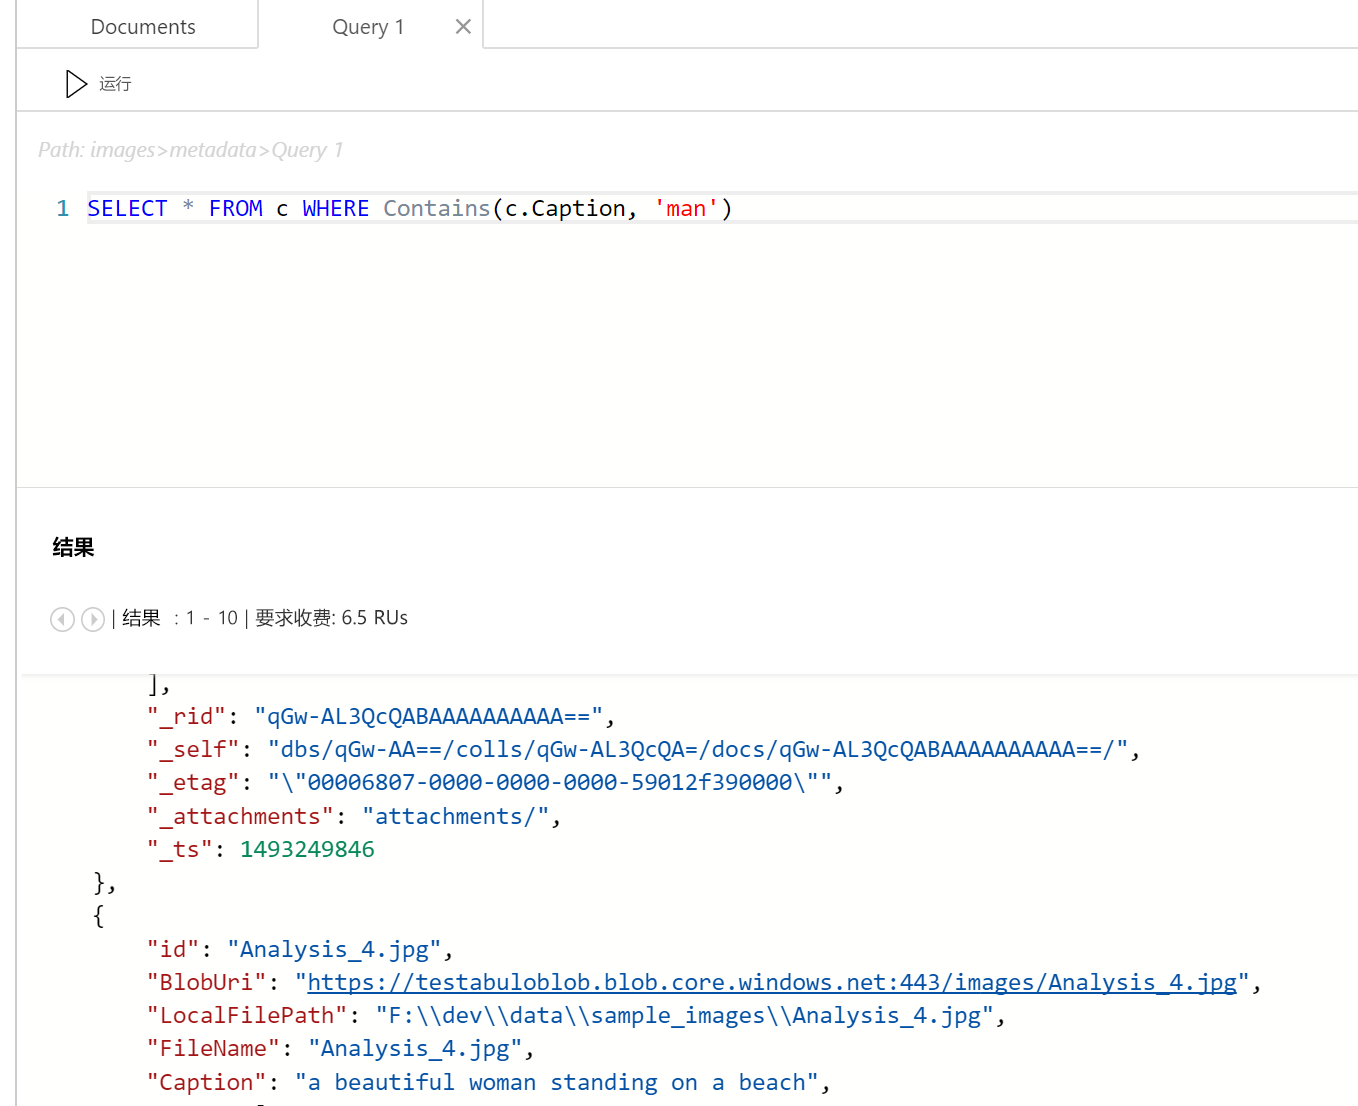 Documents Query 1
运行
Path: images>metadata>Query 1
1 SELECT * FROM c WHERE Contains(c.Caption, 'man')
结果
| 结果 : 1 - 10 | 要求收费: 6.5 RUs
],
"_rid": "qGw-AL3QcQABAAAAAAAAAA==",
"_self": "dbs/qGw-AA==/colls/qGw-AL3QcQA=/docs/qGw-AL3QcQABAAAAAAAAAA==/",
"_etag": "\"00006807-0000-0000-0000-59012f390000\"",
"_attachments": "attachments/",
"_ts": 1493249846
},
{
"id": "Analysis_4.jpg",
"BlobUri": "https://testabuloblob.blob.core.windows.net:443/images/Analysis_4.jpg",
"LocalFilePath": "F:\\dev\\data\\sample_images\\Analysis_4.jpg",
"FileName": "Analysis_4.jpg",
"Caption": "a beautiful woman standing on a beach",